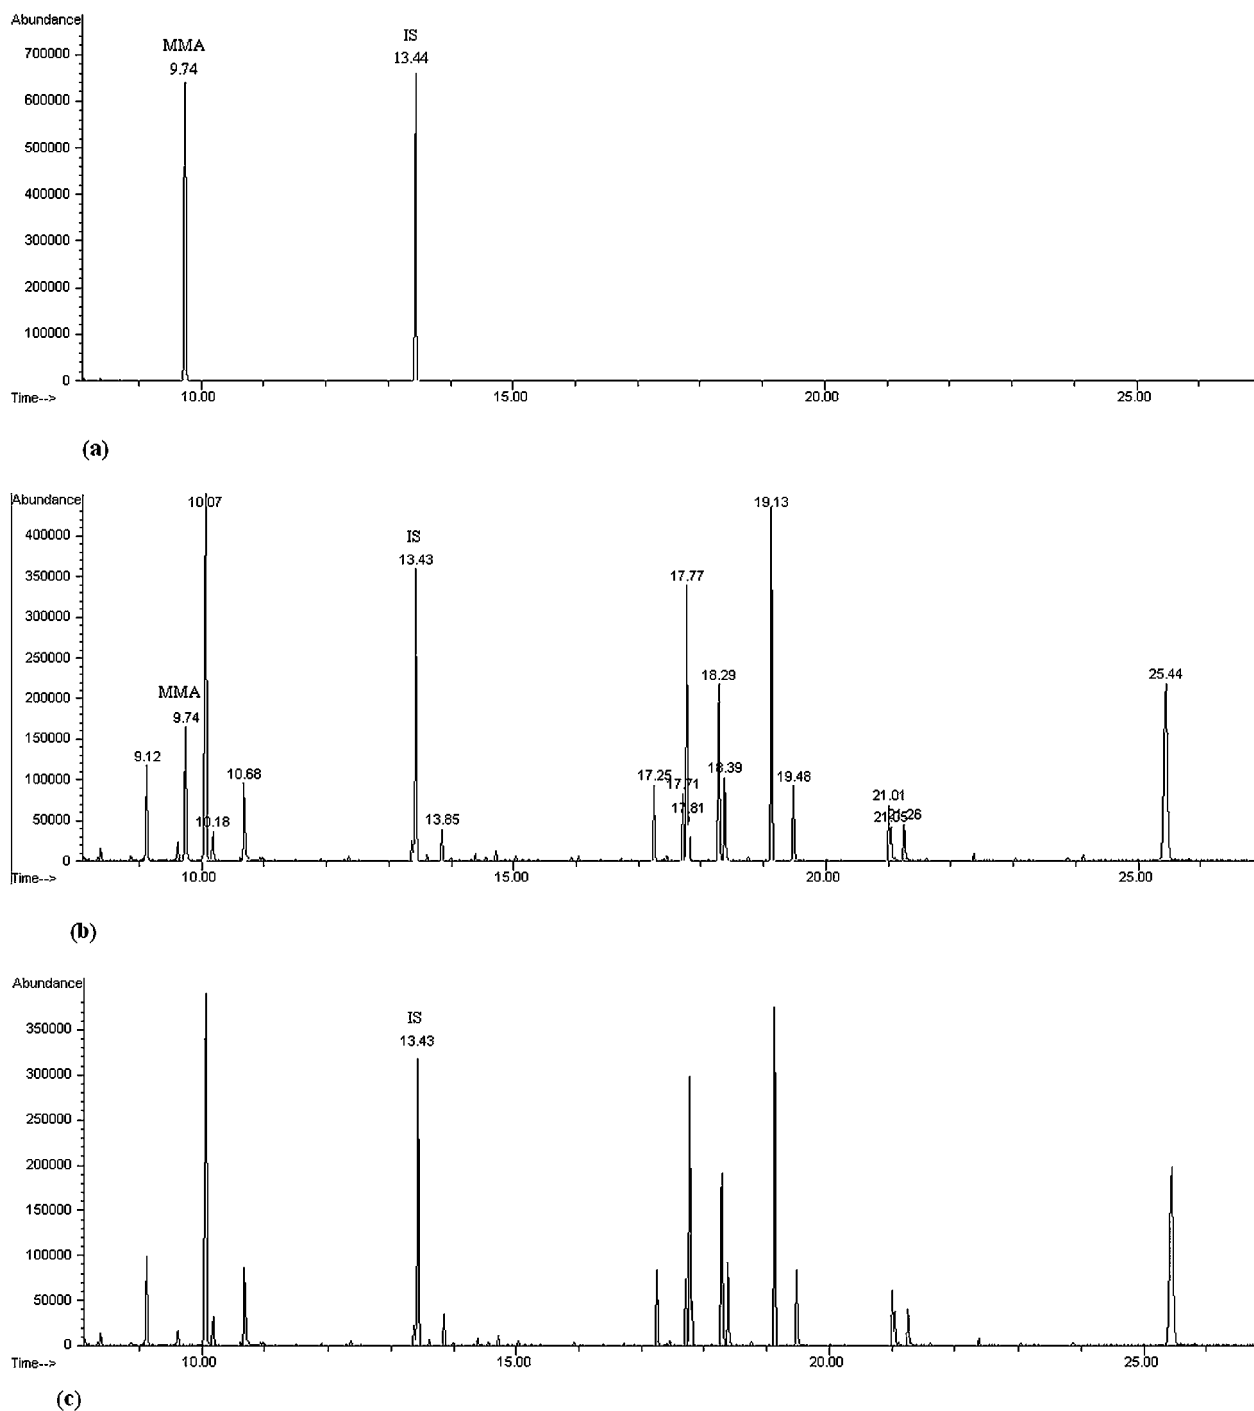 Abundance
MMA
9.74
IS
13.44
700000
600000
500000
400000
300000
200000
100000
0
Time-->
10.00 15.00 20.00 25.00
(a)
Abundance
10.07
19.13
IS
13.43
400000
350000
17.77
300000
250000
18.29
25.44
200000
MMA
9.74
150000
9.12
10.68
17.25
17.71
18.39
19.48
100000
17.81
21.01
50000
10.18
13.85
21.05
21.26
0
Time-->
10.00 15.00 20.00 25.00
(b)
Abundance
IS
13.43
350000
300000
250000
200000
150000
100000
50000
0
Time-->
10.00 15.00 20.00 25.00
(c)